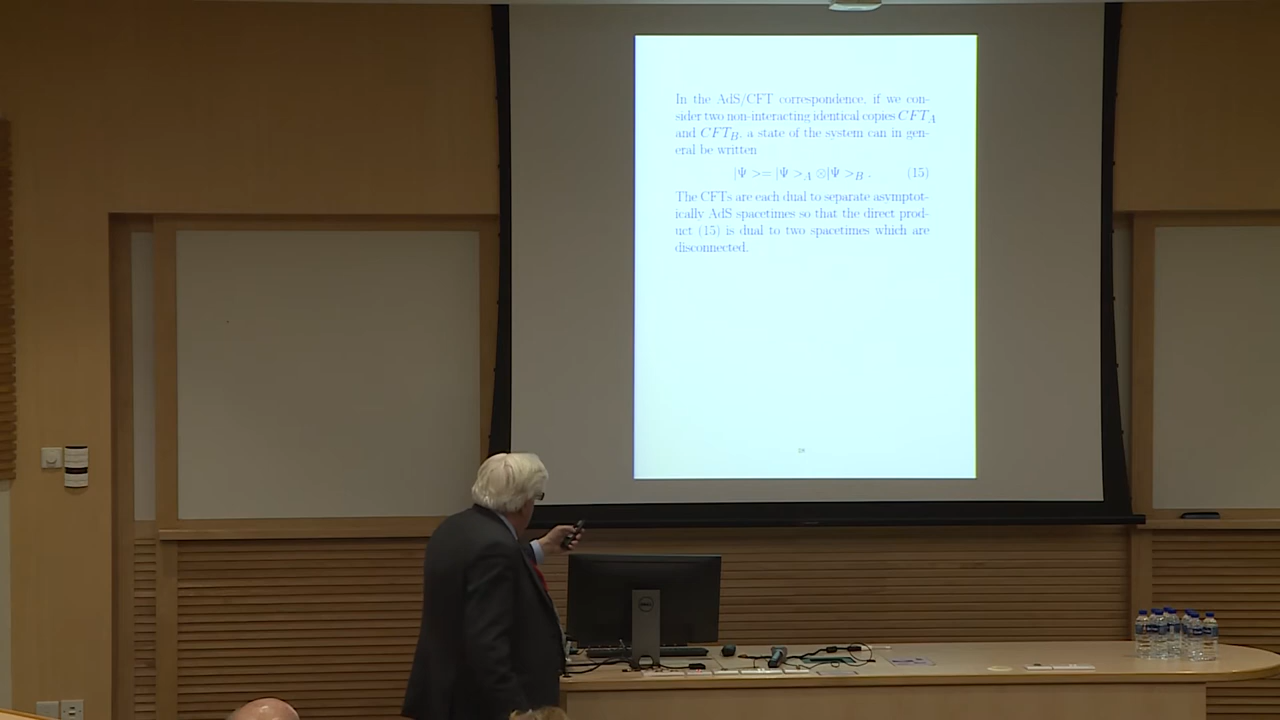 In the AdS/CFT correspondence, if we con-
sider two non-interacting identical copies CFT_A
and CFT_B, a state of the system can in gen-
eral be written
|Ψ >= |Ψ >_A ⊗|Ψ >_B . (15)
The CFTs are each dual to separate asymptot-
ically AdS spacetimes so that the direct prod-
uct (15) is dual to two spacetimes which are
disconnected.
DELL